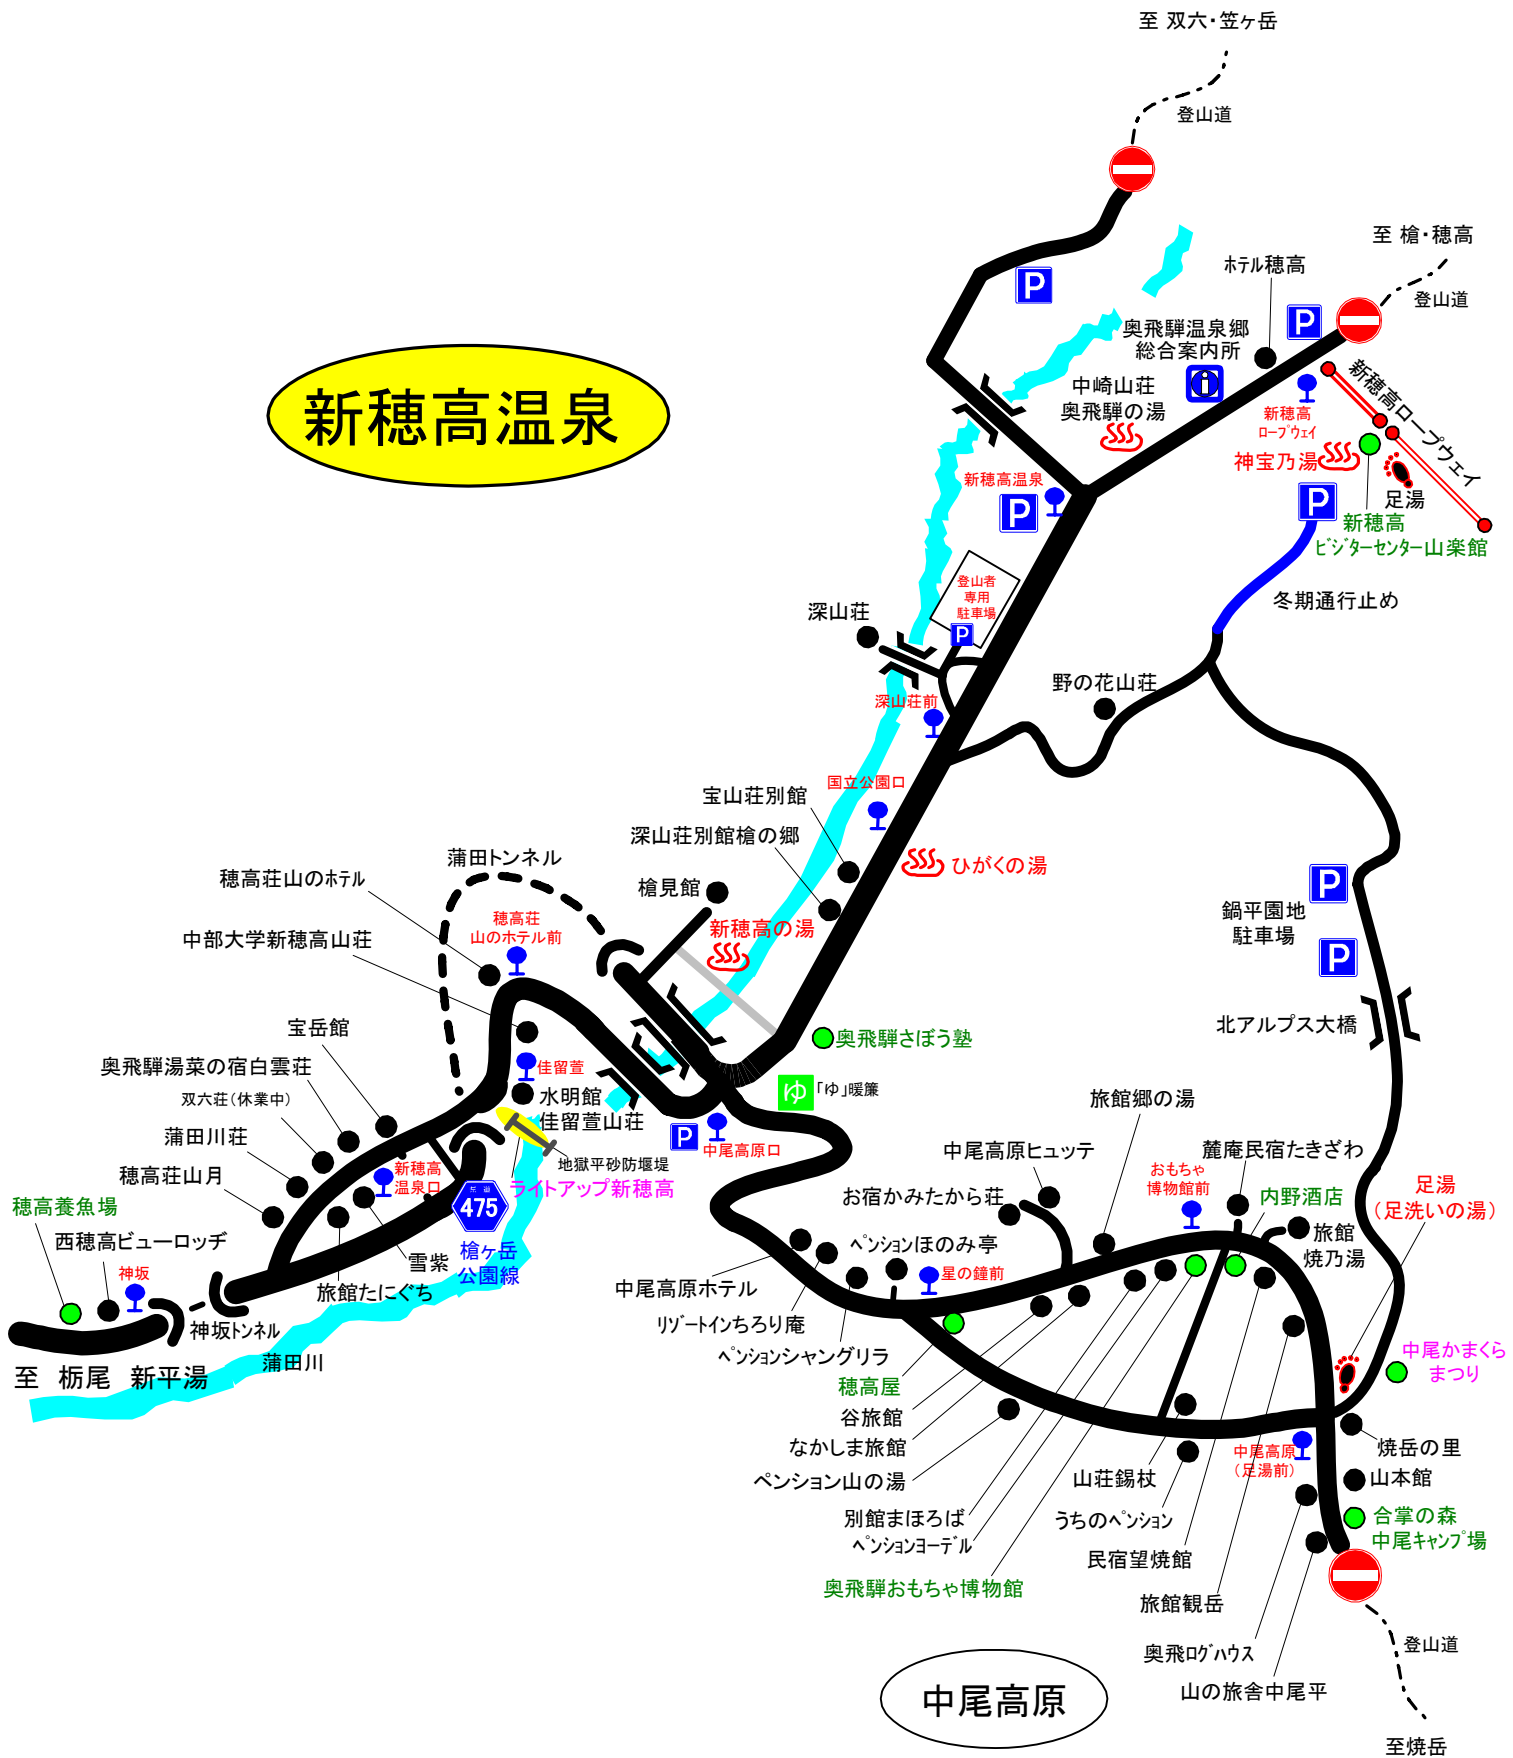 至 双六・笠ヶ岳
登山道
至 槍・穂高
登山道
ホテル穂高
P
P
奥飛騨温泉郷
総合案内所
i
新穂高温泉
中崎山荘
奥飛騨の湯
新穂高
ロープウェイ
新穂高ロープウェイ
神宝乃湯
足湯
新穂高
ビジターセンター山楽館
P
新穂高温泉
P
登山者
専用
駐車場
P
冬期通行止め
深山荘
深山荘前
野の花山荘
国立公園口
宝山荘別館
深山荘別館槍の郷
ひがくの湯
蒲田トンネル
穂高荘山のホテル
槍見館
P
鍋平園地
駐車場
P
穂高荘
山のホテル前
新穂高の湯
中部大学新穂高山荘
宝岳館
北アルプス大橋
奥飛騨さぼう塾
奥飛騨湯菜の宿白雲荘
佳留萱
双六荘(休業中)
水明館
佳留萱山荘
ゆ
「ゆ」暖簾
旅館郷の湯
蒲田川荘
P
中尾高原口
地獄平砂防堰堤
中尾高原ヒュッテ
麓庵民宿たきざわ
穂高荘山月
新穂高
温泉口
ライトアップ新穂高
おもちゃ
博物館前
足湯
(足洗いの湯)
穂高養魚場
475
お宿かみたから荘
内野酒店
西穂高ビューロッヂ
雪紫
槍ヶ岳
公園線
ペンションほのみ亭
旅館
焼乃湯
神坂
旅館たにぐち
中尾高原ホテル
星の鐘前
神坂トンネル
リゾートインちろり庵
蒲田川
ペンションシャングリラ
中尾かまくら
まつり
至 栃尾 新平湯
穂高屋
谷旅館
なかしま旅館
中尾高原
(足湯前)
焼岳の里
ペンション山の湯
山荘錫杖
山本館
別館まほろば
うちのペンション
合掌の森
中尾キャンプ場
ペンションヨーデル
民宿望焼館
奥飛騨おもちゃ博物館
旅館観岳
奥飛ログハウス
登山道
山の旅舎中尾平
中尾高原
至焼岳